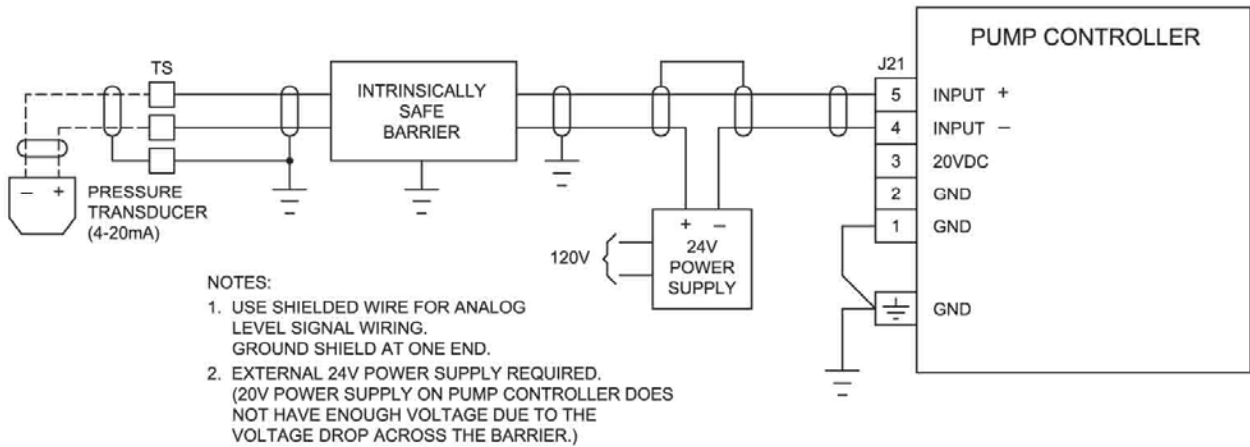 PUMP CONTROLLER
J21
5 INPUT +
4 INPUT −
3 20VDC
2 GND
1 GND
GND
TS
INTRINSICALLY
SAFE
BARRIER
− +
PRESSURE
TRANSDUCER
(4-20mA)
+ −
24V
POWER
SUPPLY
120V
NOTES:
1. USE SHIELDED WIRE FOR ANALOG
LEVEL SIGNAL WIRING.
GROUND SHIELD AT ONE END.
2. EXTERNAL 24V POWER SUPPLY REQUIRED.
(20V POWER SUPPLY ON PUMP CONTROLLER DOES
NOT HAVE ENOUGH VOLTAGE DUE TO THE
VOLTAGE DROP ACROSS THE BARRIER.)